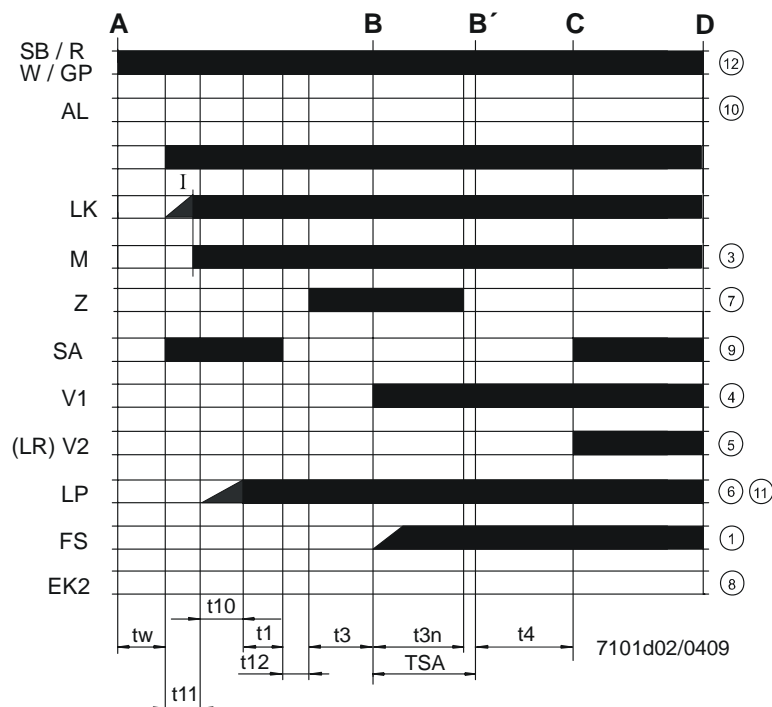 A B B´ C D
SB / R
W / GP 12
AL 10
I
LK
M 3
Z 7
SA 9
V1 4
(LR) V2 5
LP 6 11
FS 1
EK2 8
t10
tw t1 t3 t3n t4 7101d02/0409
t12 TSA
t11